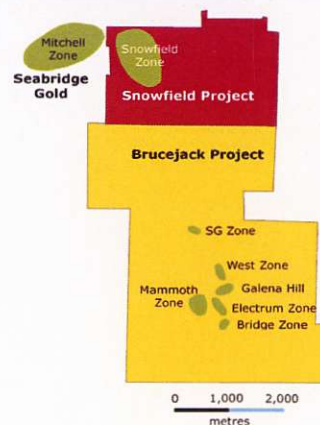 Mitchell
Zone
Seabridge
Gold
Snowfield
Zone
Snowfield Project
Brucejack Project
SG Zone
West Zone
Galena Hill
Mammoth
Zone
Electrum Zone
Bridge Zone
0 1,000 2,000
metres